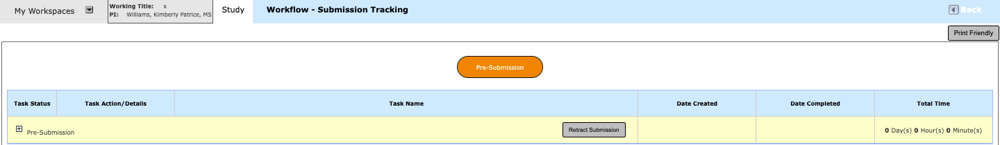 My Workspaces
Working Title: x
PI: Williams, Kimberly Patrice, MS
Study
Workflow - Submission Tracking
Back
Print Friendly
Pre-Submission
Task Status Task Action/Details Task Name Date Created Date Completed Total Time
Pre-Submission Retract Submission 0 Day(s) 0 Hour(s) 0 Minute(s)